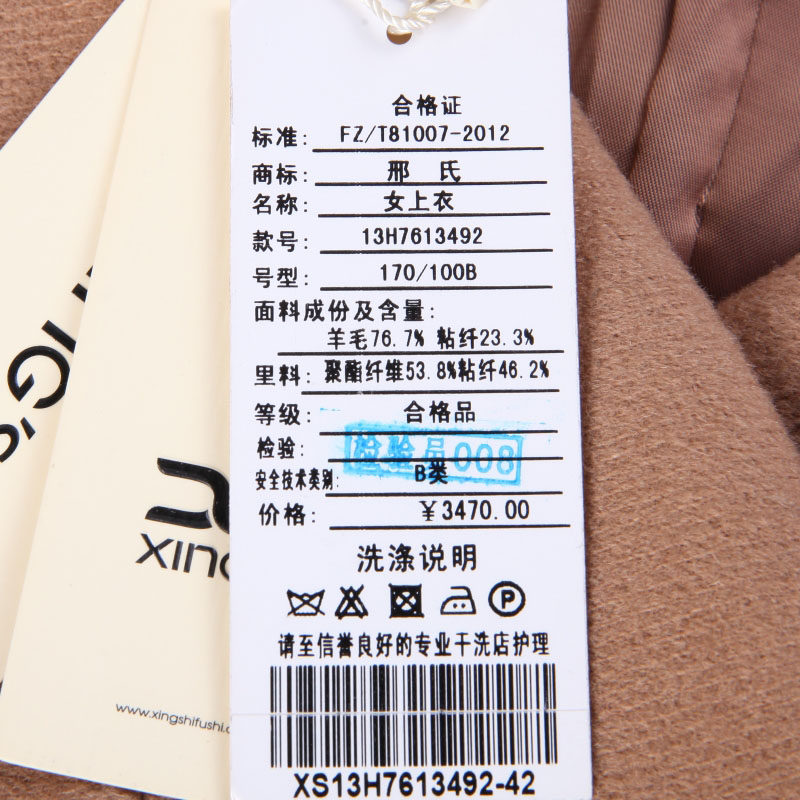 合格证
标准: FZ/T81007-2012
商标: 邢 氏
名称: 女上衣
款号: 13H7613492
号型: 170/100B
面料成份及含量:
羊毛76.7% 粘纤23.3%
里料: 聚酯纤维53.8%粘纤46.2%
等级: 合格品
检验: 检验品008
安全技术类别: B类
价格: ¥3470.00
洗涤说明
P
请至信誉良好的专业干洗店护理
XS13H7613492-42
NG's
XING
www.xingshifushi.c